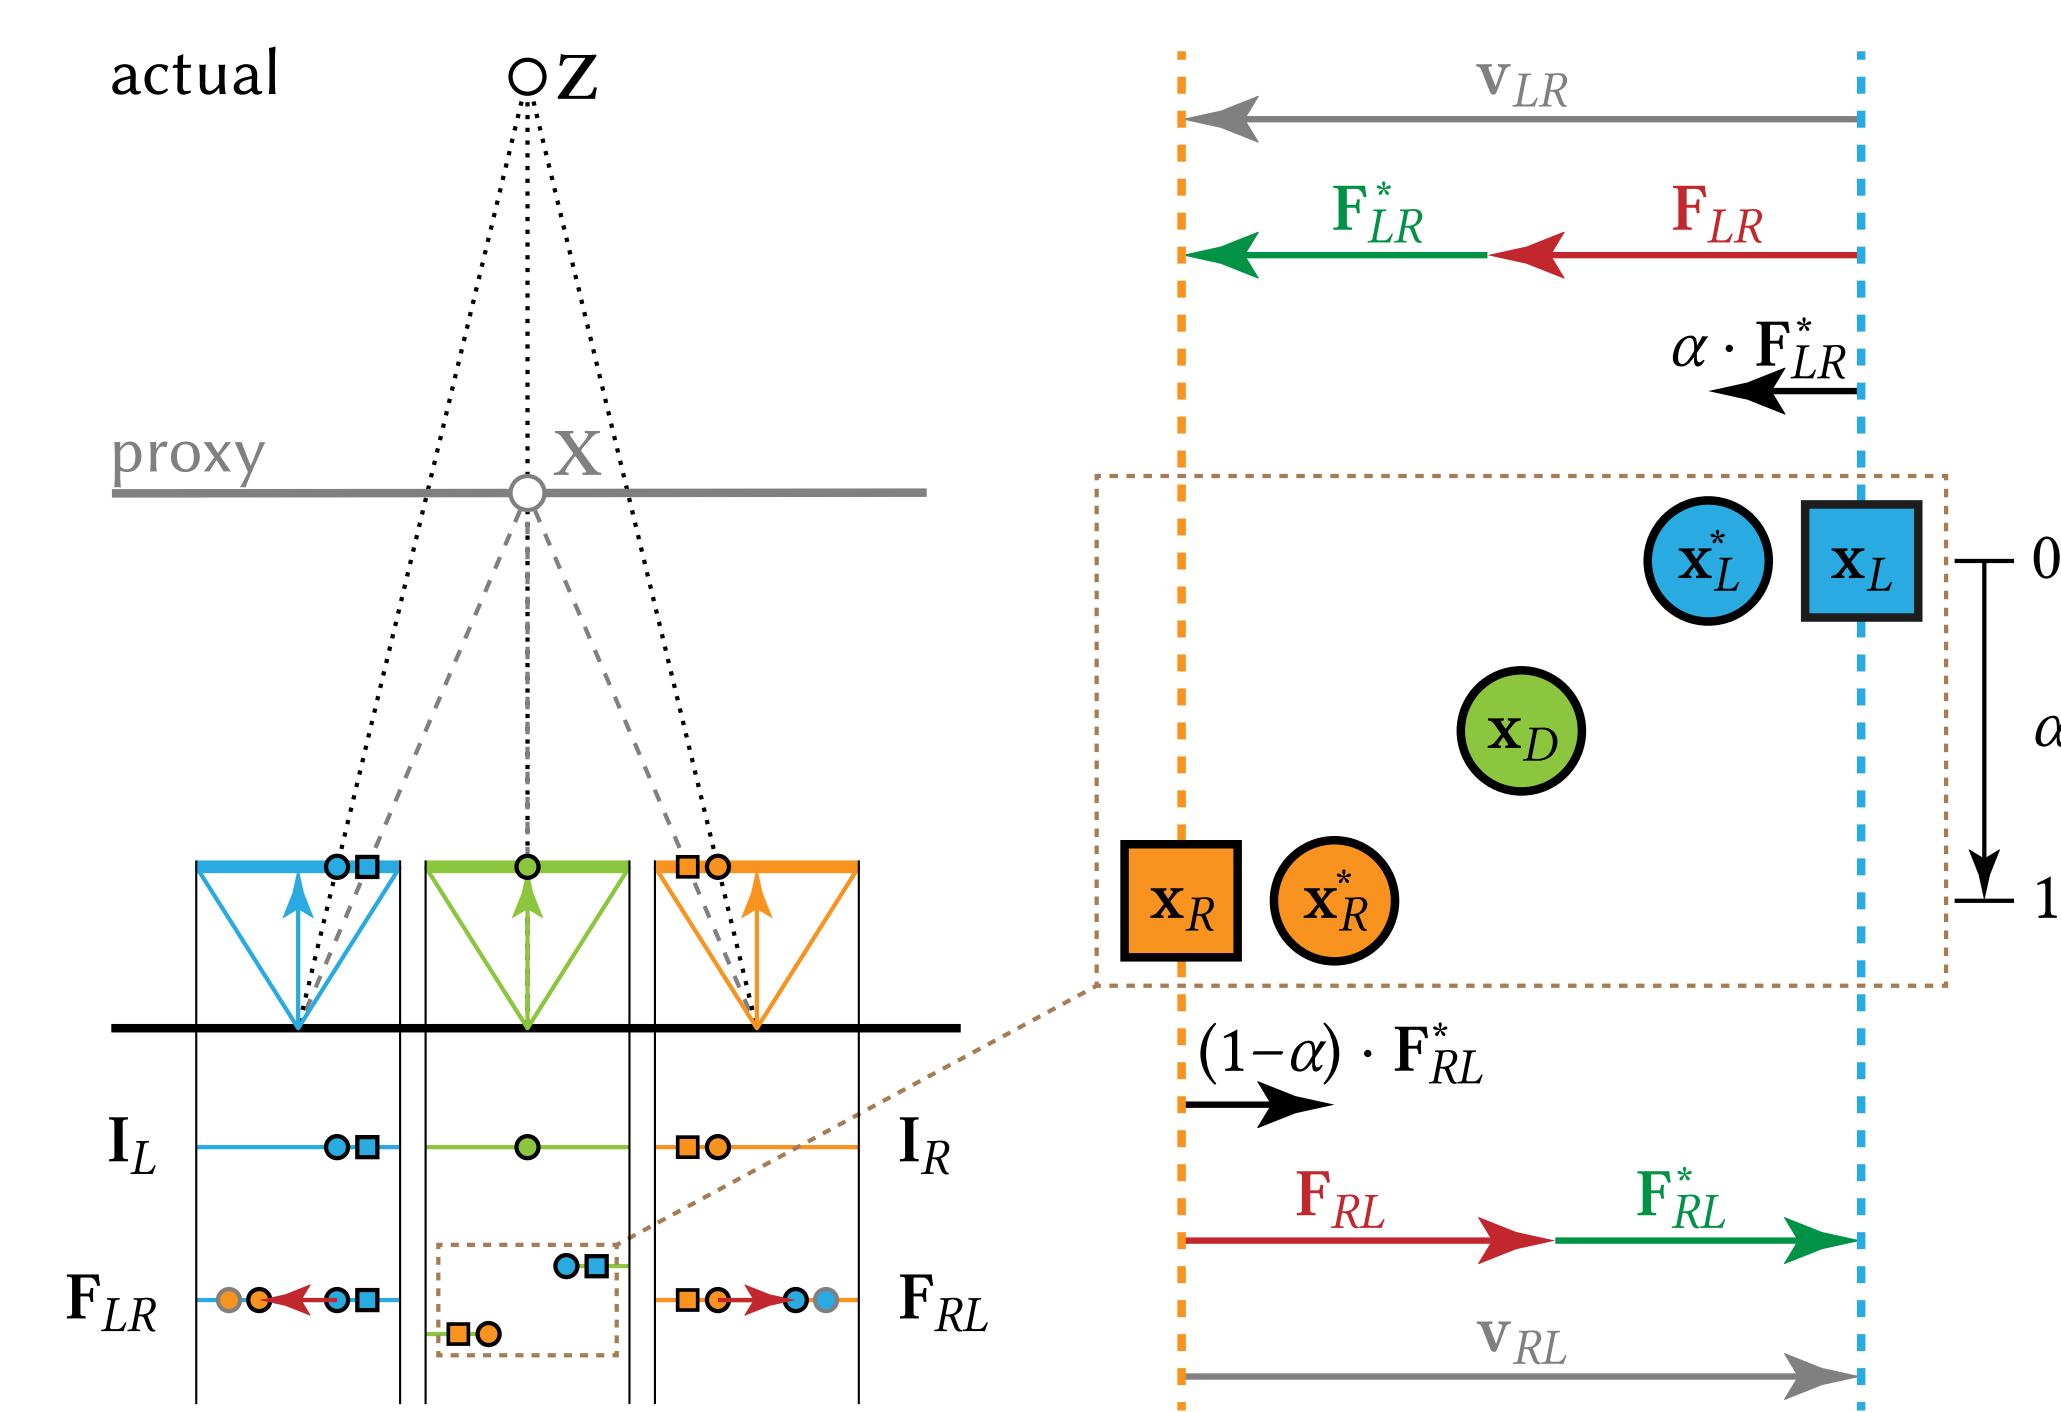 actual
Z
proxy
X
I_L
I_R
F_LR
F_RL
v_LR
F*_LR
F_LR
α · F*_LR
x*_L
x_L
0
x_D
α
x_R
x*_R
1
(1−α) · F*_RL
F_RL
F*_RL
v_RL